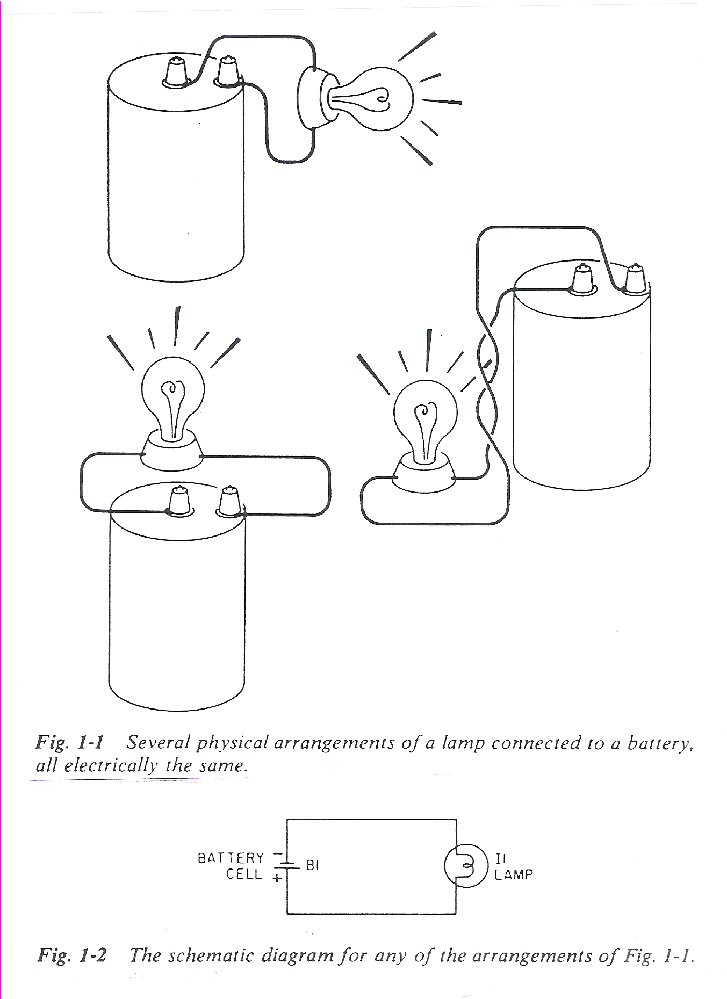 Fig. 1-1 Several physical arrangements of a lamp connected to a battery,
all electrically the same.
BATTERY
CELL
-
+
B1
I1
LAMP
Fig. 1-2 The schematic diagram for any of the arrangements of Fig. 1-1.